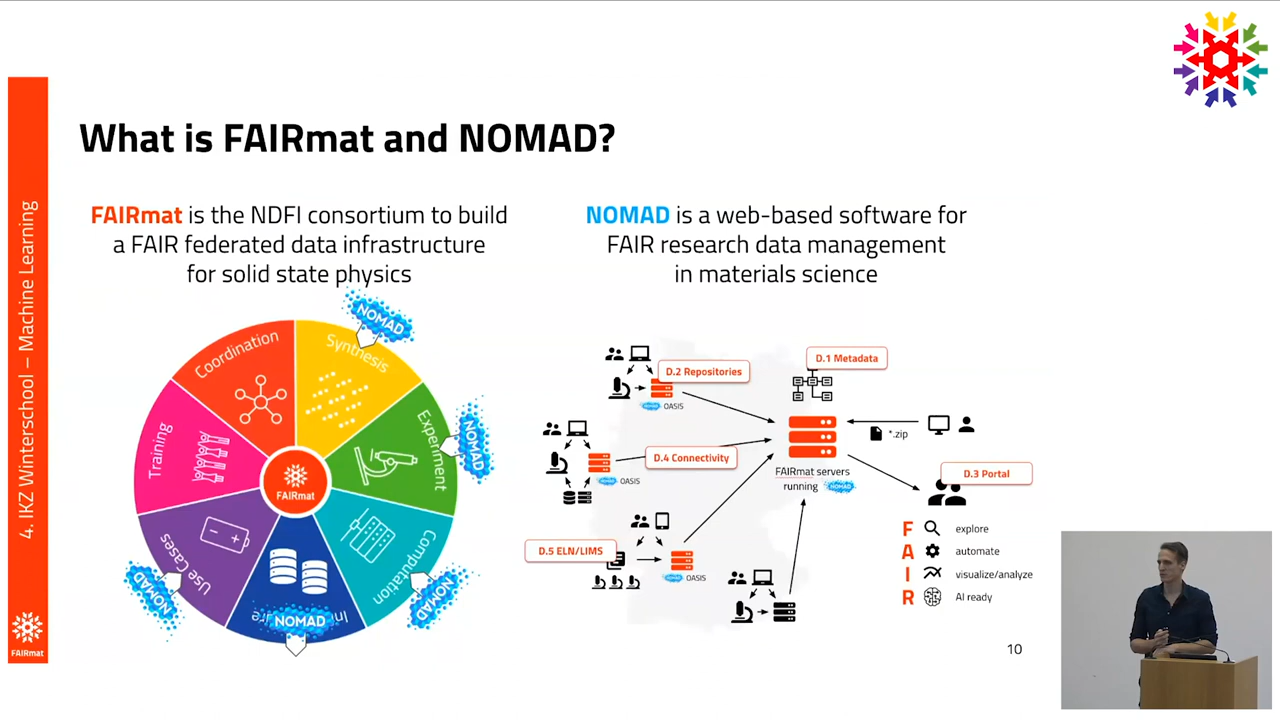 What is FAIRmat and NOMAD?
4. IKZ Winterschool – Machine Learning
FAIRmat
FAIRmat is the NDFI consortium to build
a FAIR federated data infrastructure
for solid state physics
NOMAD
Coordination
Synthesis
Training
Experiment
NOMAD
FAIRmat
Use Cases
Computation
NOMAD
NOMAD
NOMAD
NOMAD is a web-based software for
FAIR research data management
in materials science
D.1 Metadata
D.2 Repositories
NOMAD OASIS
*.zip
D.4 Connectivity
FAIRmat servers
running NOMAD
D.3 Portal
NOMAD OASIS
F explore
A automate
I visualize/analyze
R AI ready
D.5 ELN/LIMS
NOMAD OASIS
10